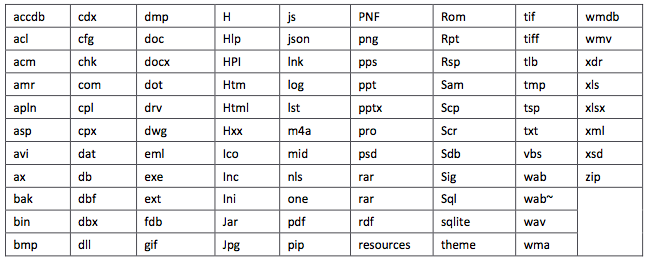 accdb cdx dmp H js PNF Rom tif wmdb
acl cfg doc Hlp json png Rpt tiff wmv
acm chk docx HPI lnk pps Rsp tlb xdr
amr com dot Htm log ppt Sam tmp xls
apln cpl drv Html lst pptx Scp tsp xlsx
asp cpx dwg Hxx m4a pro Scr txt xml
avi dat eml Ico mid psd Sdb vbs xsd
ax db exe Inc nls rar Sig wab zip
bak dbf ext Ini one rar Sql wab~
bin dbx fdb Jar pdf rdf sqlite wav
bmp dll gif Jpg pip resources theme wma